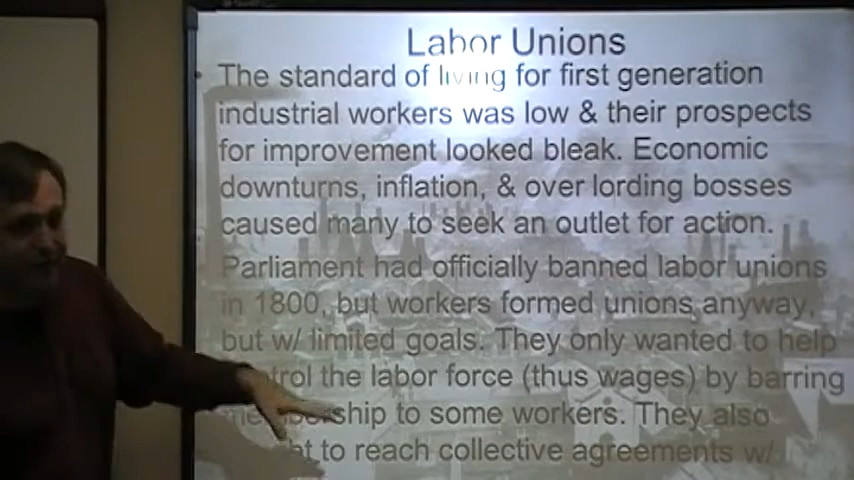 Labor Unions
• The standard of living for first generation
industrial workers was low & their prospects
for improvement looked bleak. Economic
downturns, inflation, & over lording bosses
caused many to seek an outlet for action.
Parliament had officially banned labor unions
in 1800, but workers formed unions anyway,
but w/ limited goals. They only wanted to help
the labor force (thus wages) by barring
to some workers. They also
to reach collective agreements w/